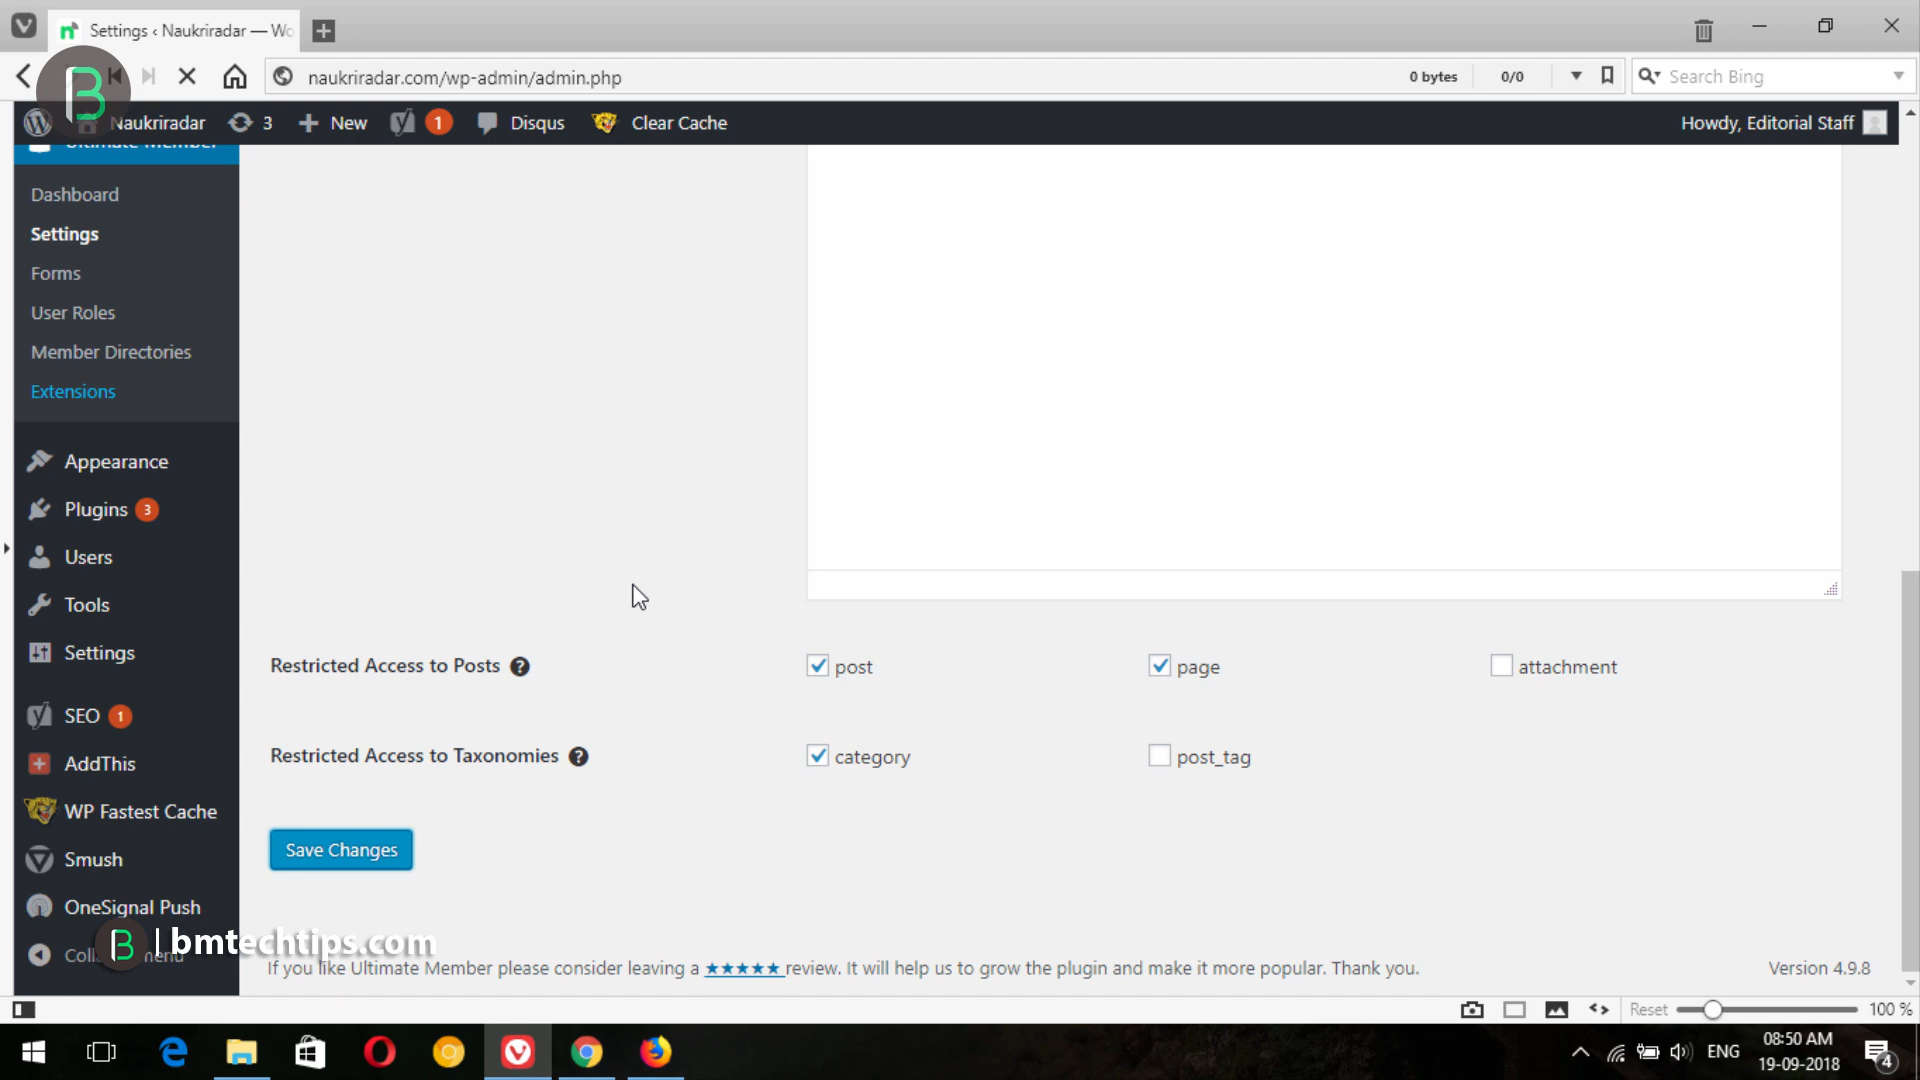 Settings ‹ Naukriradar — Wo
naukriradar.com/wp-admin/admin.php
0 bytes
0/0
Search Bing
Naukriradar
3
New
1
Disqus
Clear Cache
Howdy, Editorial Staff
Ultimate Member
Dashboard
Settings
Forms
User Roles
Member Directories
Extensions
Appearance
Plugins 3
Users
Tools
Settings
SEO 1
AddThis
WP Fastest Cache
Smush
OneSignal Push
Restricted Access to Posts ?
post
page
attachment
Restricted Access to Taxonomies ?
category
post_tag
Save Changes
B | bmtechtips.com
If you like Ultimate Member please consider leaving a ★★★★★ review. It will help us to grow the plugin and make it more popular. Thank you.
Version 4.9.8
Reset
100 %
ENG
08:50 AM
19-09-2018
4